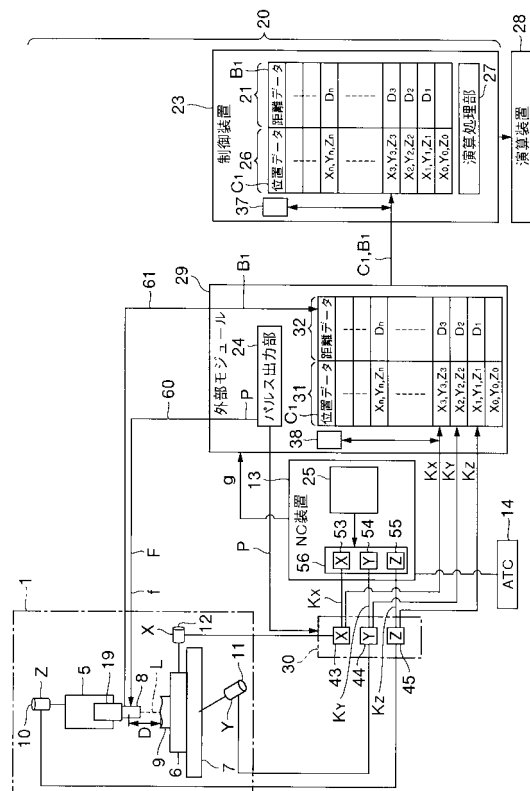 20
28
演算装置
23
制御装置
26
21
B1
C1
位置データ
距離データ
Xn,Yn,Zn
Dn
X3,Y3,Z3
D3
X2,Y2,Z2
D2
X1,Y1,Z1
D1
X0,Y0,Z0
演算処理部
27
37
C1,B1
29
61
B1
60
外部モジュール
24
パルス出力部
P
32
C1
31
位置データ
距離データ
Xn,Yn,Zn
Dn
X3,Y3,Z3
D3
X2,Y2,Z2
D2
X1,Y1,Z1
D1
X0,Y0,Z0
38
KX
KY
KZ
g
13
NC装置
25
P
F
f
56
X
53
Y
54
Z
55
ATC
14
KX
KY
KZ
30
X
43
Y
44
Z
45
1
Z
10
5
19
8
L
D
9
6
7
X
12
11
Y